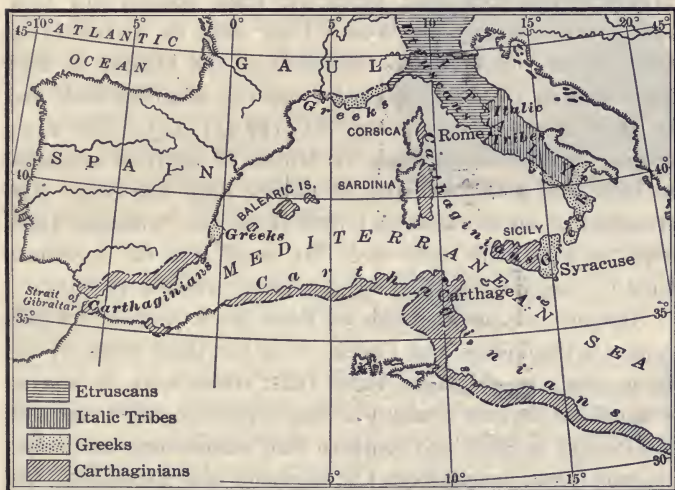 10° 5° 0° 5° 10° 15° 20°
45° 45°
ATLANTIC
OCEAN
GAUL
Etruscans
Greeks
Italic
Tribes
CORSICA
Rome
Carthaginians
SPAIN
40 40
SARDINIA
BALEARIC IS.
Greeks
MEDITERRANEAN SEA
SICILY
Syracuse
Strait of
Gibraltar
Carthaginians
Carthage
Carthaginians
35° 35
Etruscans
Italic Tribes
Greeks
Carthaginians
5° 10° 15° 30